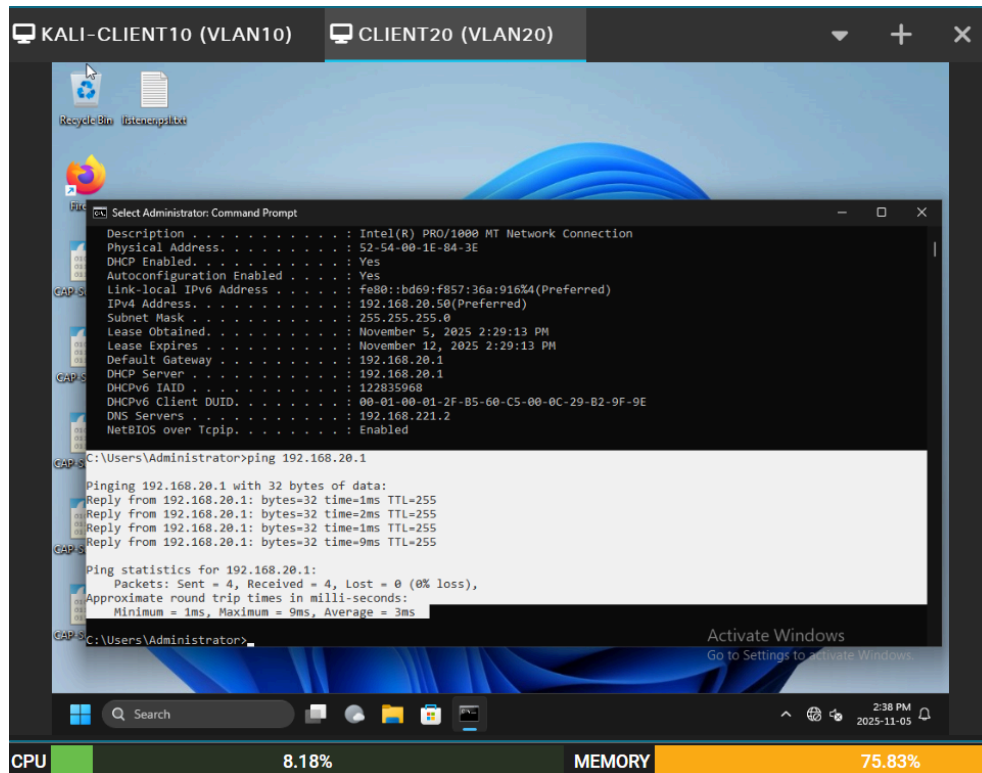 KALI-CLIENT10 (VLAN10)
CLIENT20 (VLAN20)
Recycle Bin
Select Administrator: Command Prompt
Description . . . . . . . . . . . : Intel(R) PRO/1000 MT Network Connection
Physical Address. . . . . . . . . : 52-54-00-1E-84-3E
DHCP Enabled. . . . . . . . . . . : Yes
Autoconfiguration Enabled . . . . : Yes
Link-local IPv6 Address . . . . . : fe80::bd69:f857:36a:916%4(Preferred)
IPv4 Address. . . . . . . . . . . : 192.168.20.50(Preferred)
Subnet Mask . . . . . . . . . . . : 255.255.255.0
Lease Obtained. . . . . . . . . . : November 5, 2025 2:29:13 PM
Lease Expires . . . . . . . . . . : November 12, 2025 2:29:13 PM
Default Gateway . . . . . . . . . : 192.168.20.1
DHCP Server . . . . . . . . . . . : 192.168.20.1
DHCPv6 IAID . . . . . . . . . . . : 122835968
DHCPv6 Client DUID. . . . . . . . : 00-01-00-01-2F-B5-60-C5-00-0C-29-B2-9F-9E
DNS Servers . . . . . . . . . . . : 192.168.221.2
NetBIOS over Tcpip. . . . . . . . : Enabled
C:\Users\Administrator>ping 192.168.20.1
Pinging 192.168.20.1 with 32 bytes of data:
Reply from 192.168.20.1: bytes=32 time=1ms TTL=255
Reply from 192.168.20.1: bytes=32 time=2ms TTL=255
Reply from 192.168.20.1: bytes=32 time=1ms TTL=255
Reply from 192.168.20.1: bytes=32 time=9ms TTL=255
Ping statistics for 192.168.20.1:
Packets: Sent = 4, Received = 4, Lost = 0 (0% loss),
Approximate round trip times in milli-seconds:
Minimum = 1ms, Maximum = 9ms, Average = 3ms
C:\Users\Administrator>
Activate Windows
Go to Settings to activate Windows.
Search
2:38 PM
2025-11-05
CPU
8.18%
MEMORY
75.83%